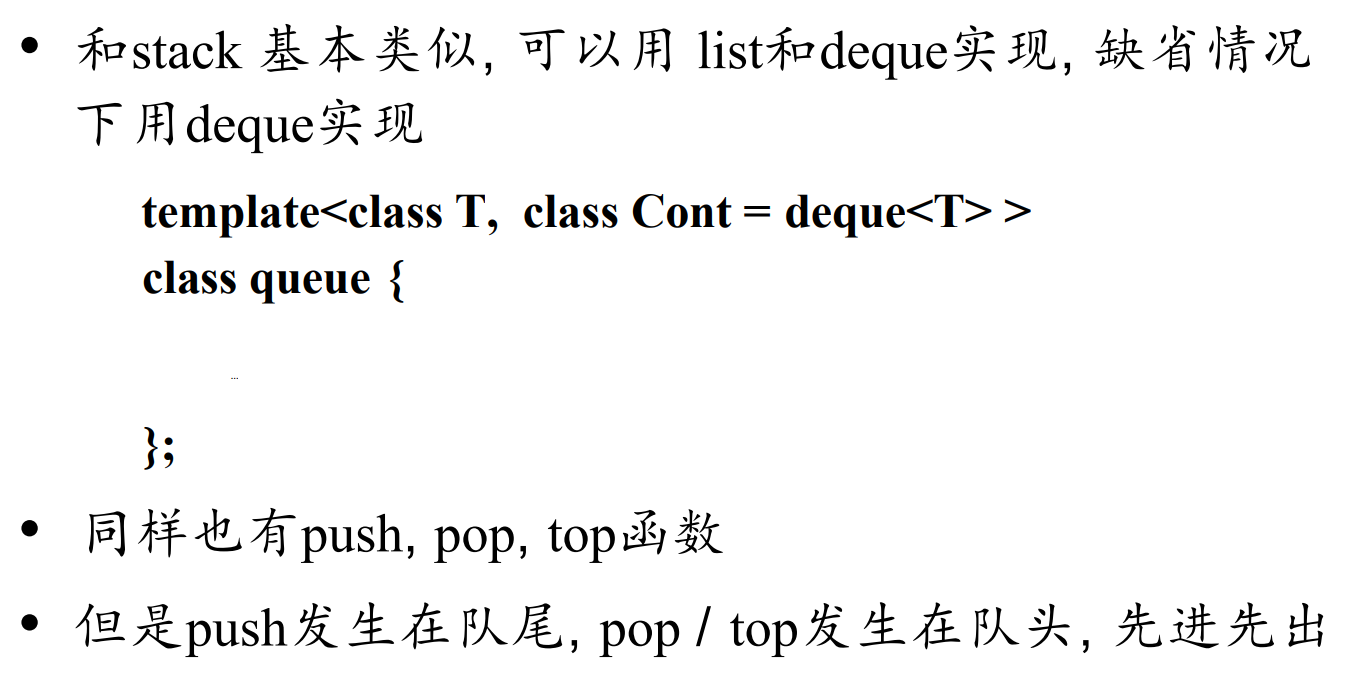 • 和stack 基本类似, 可以用 list和deque实现, 缺省情况
下用deque实现
template<class T,  class Cont = deque<T> >
class queue {
…
};
• 同样也有push, pop, top函数
• 但是push发生在队尾, pop / top发生在队头, 先进先出